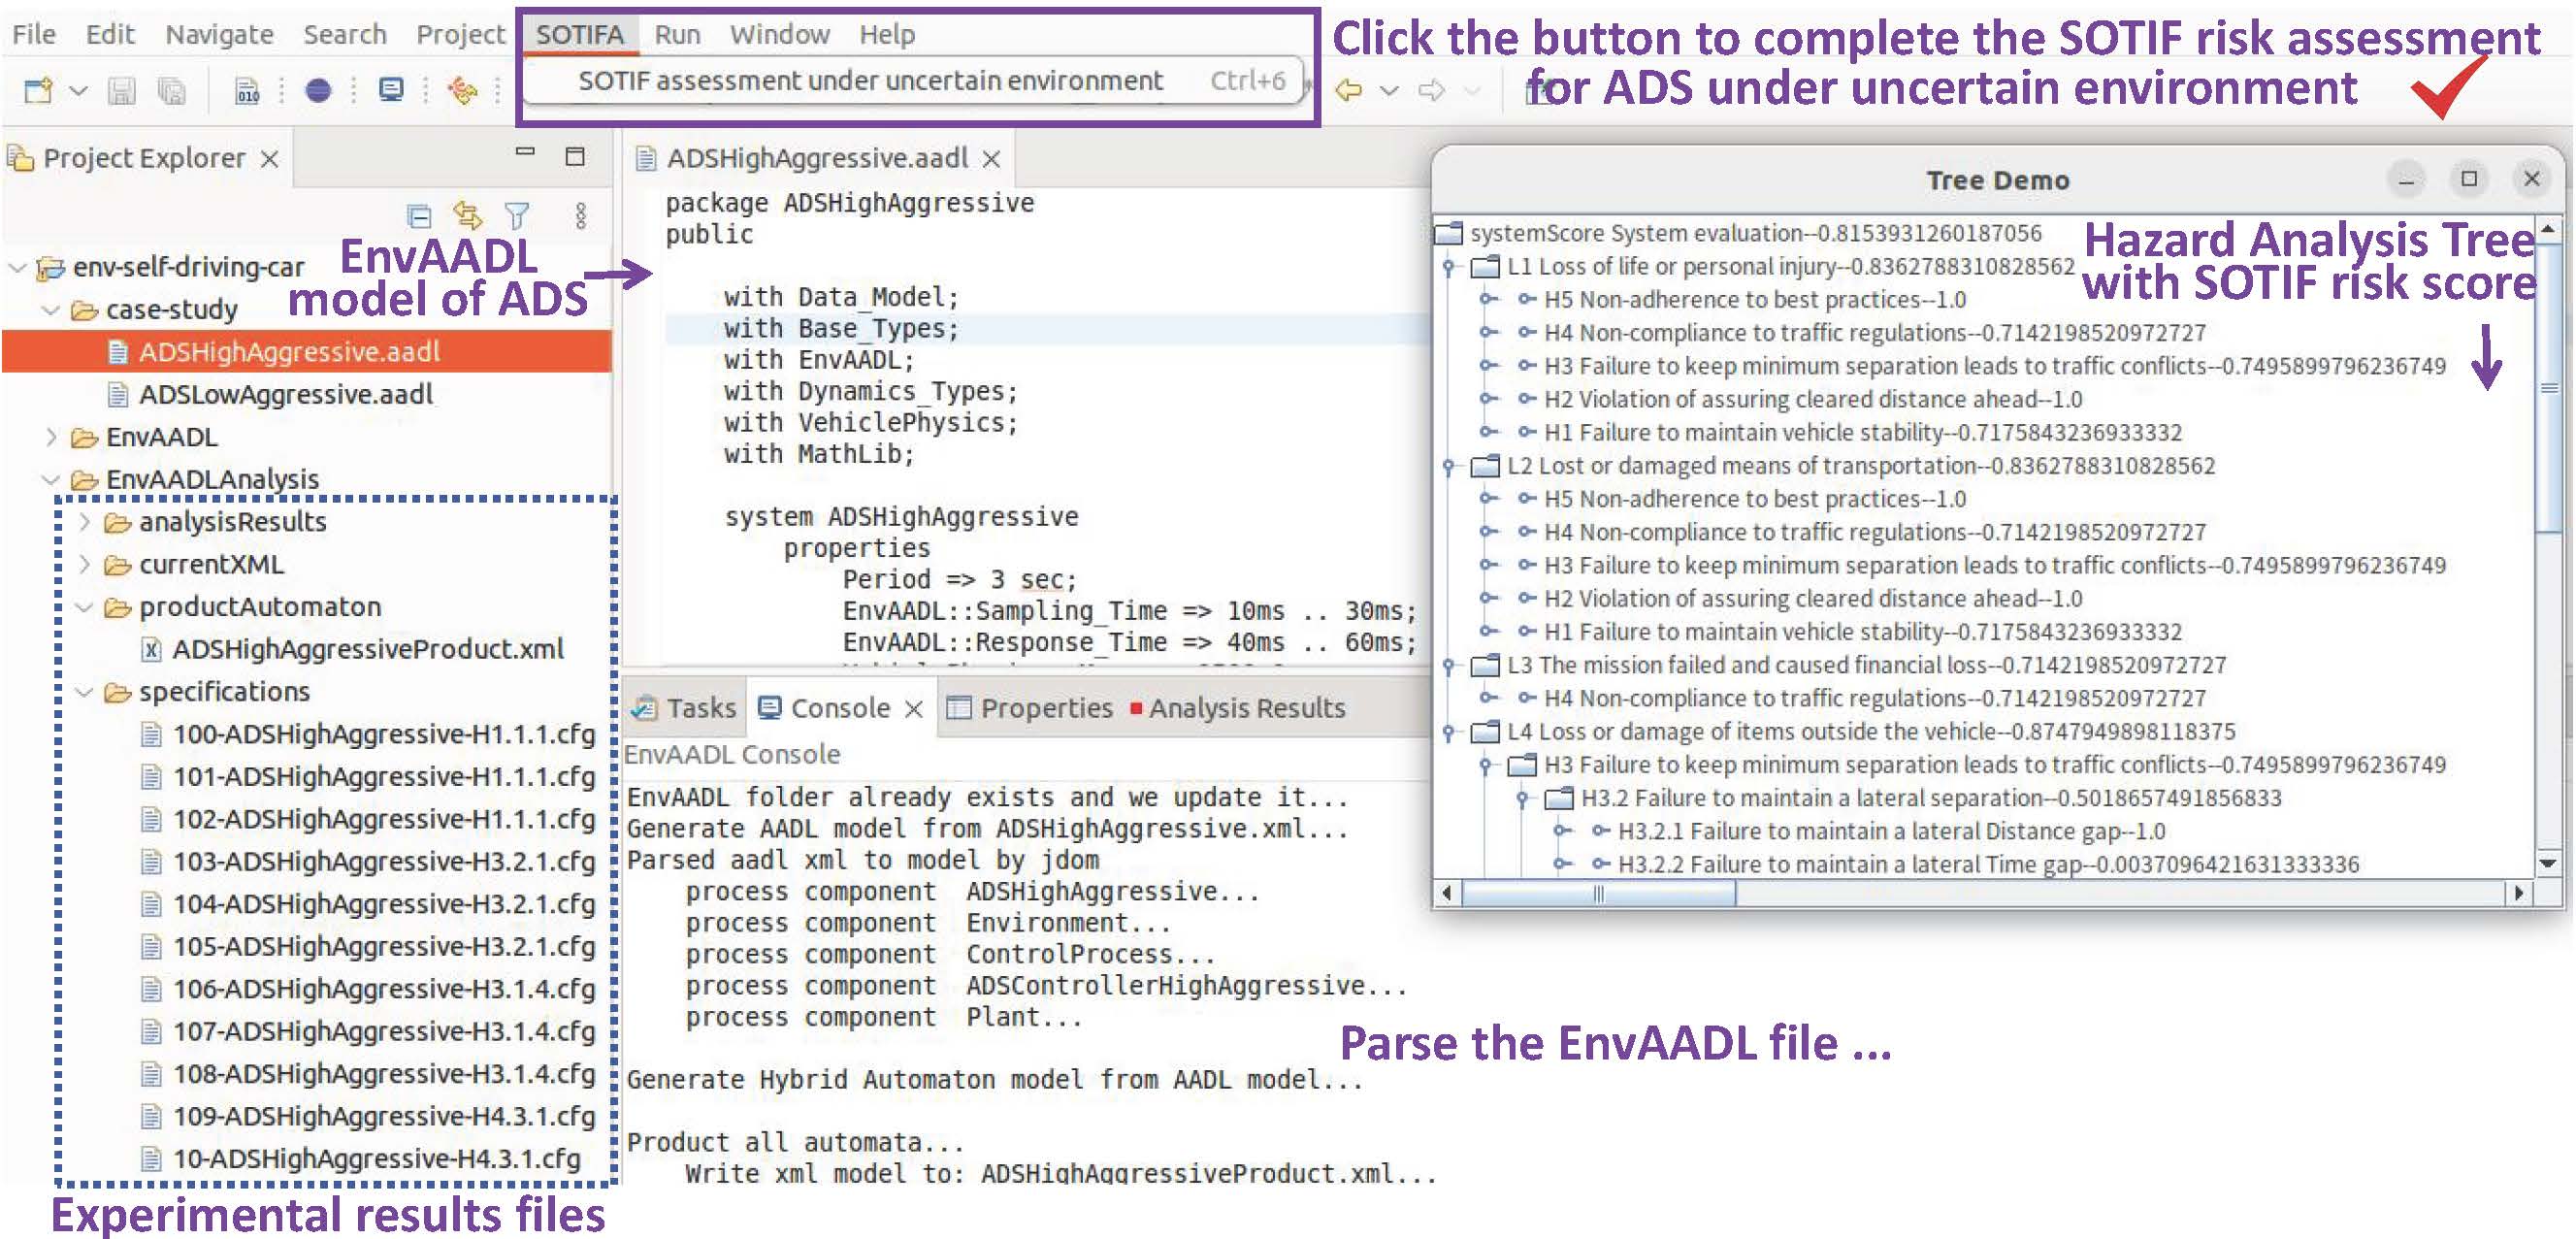 File Edit Navigate Search Project SOTIFA Run Window Help
SOTIF assessment under uncertain environment Ctrl+6
Click the button to complete the SOTIF risk assessment
for ADS under uncertain environment
010
Project Explorer
env-self-driving-car
case-study
ADSHighAggressive.aadl
ADSLowAggressive.aadl
EnvAADL
EnvAADLAnalysis
analysisResults
currentXML
productAutomaton
X ADSHighAggressiveProduct.xml
specifications
100-ADSHighAggressive-H1.1.1.cfg
101-ADSHighAggressive-H1.1.1.cfg
102-ADSHighAggressive-H1.1.1.cfg
103-ADSHighAggressive-H3.2.1.cfg
104-ADSHighAggressive-H3.2.1.cfg
105-ADSHighAggressive-H3.2.1.cfg
106-ADSHighAggressive-H3.1.4.cfg
107-ADSHighAggressive-H3.1.4.cfg
108-ADSHighAggressive-H3.1.4.cfg
109-ADSHighAggressive-H4.3.1.cfg
10-ADSHighAggressive-H4.3.1.cfg
Experimental results files
EnvAADL
model of ADS
ADSHighAggressive.aadl
package ADSHighAggressive
public
with Data_Model;
with Base_Types;
with EnvAADL;
with Dynamics_Types;
with VehiclePhysics;
with MathLib;
system ADSHighAggressive
properties
Period => 3 sec;
EnvAADL::Sampling_Time => 10ms .. 30ms;
EnvAADL::Response_Time => 40ms .. 60ms;
Tasks Console Properties Analysis Results
EnvAADL Console
EnvAADL folder already exists and we update it...
Generate AADL model from ADSHighAggressive.xml...
Parsed aadl xml to model by jdom
process component ADSHighAggressive...
process component Environment...
process component ControlProcess...
process component ADSControllerHighAggressive...
process component Plant...
Generate Hybrid Automaton model from AADL model...
Product all automata...
Write xml model to: ADSHighAggressiveProduct.xml...
Parse the EnvAADL file ...
Tree Demo
systemScore System evaluation--0.8153931260187056
L1 Loss of life or personal injury--0.8362788310828562
H5 Non-adherence to best practices--1.0
H4 Non-compliance to traffic regulations--0.7142198520972727
H3 Failure to keep minimum separation leads to traffic conflicts--0.7495899796236749
H2 Violation of assuring cleared distance ahead--1.0
H1 Failure to maintain vehicle stability--0.7175843236933332
L2 Lost or damaged means of transportation--0.8362788310828562
H5 Non-adherence to best practices--1.0
H4 Non-compliance to traffic regulations--0.7142198520972727
H3 Failure to keep minimum separation leads to traffic conflicts--0.7495899796236749
H2 Violation of assuring cleared distance ahead--1.0
H1 Failure to maintain vehicle stability--0.7175843236933332
L3 The mission failed and caused financial loss--0.7142198520972727
H4 Non-compliance to traffic regulations--0.7142198520972727
L4 Loss or damage of items outside the vehicle--0.8747949898118375
H3 Failure to keep minimum separation leads to traffic conflicts--0.7495899796236749
H3.2 Failure to maintain a lateral separation--0.5018657491856833
H3.2.1 Failure to maintain a lateral Distance gap--1.0
H3.2.2 Failure to maintain a lateral Time gap--0.0037096421631333336
Hazard Analysis Tree
with SOTIF risk score